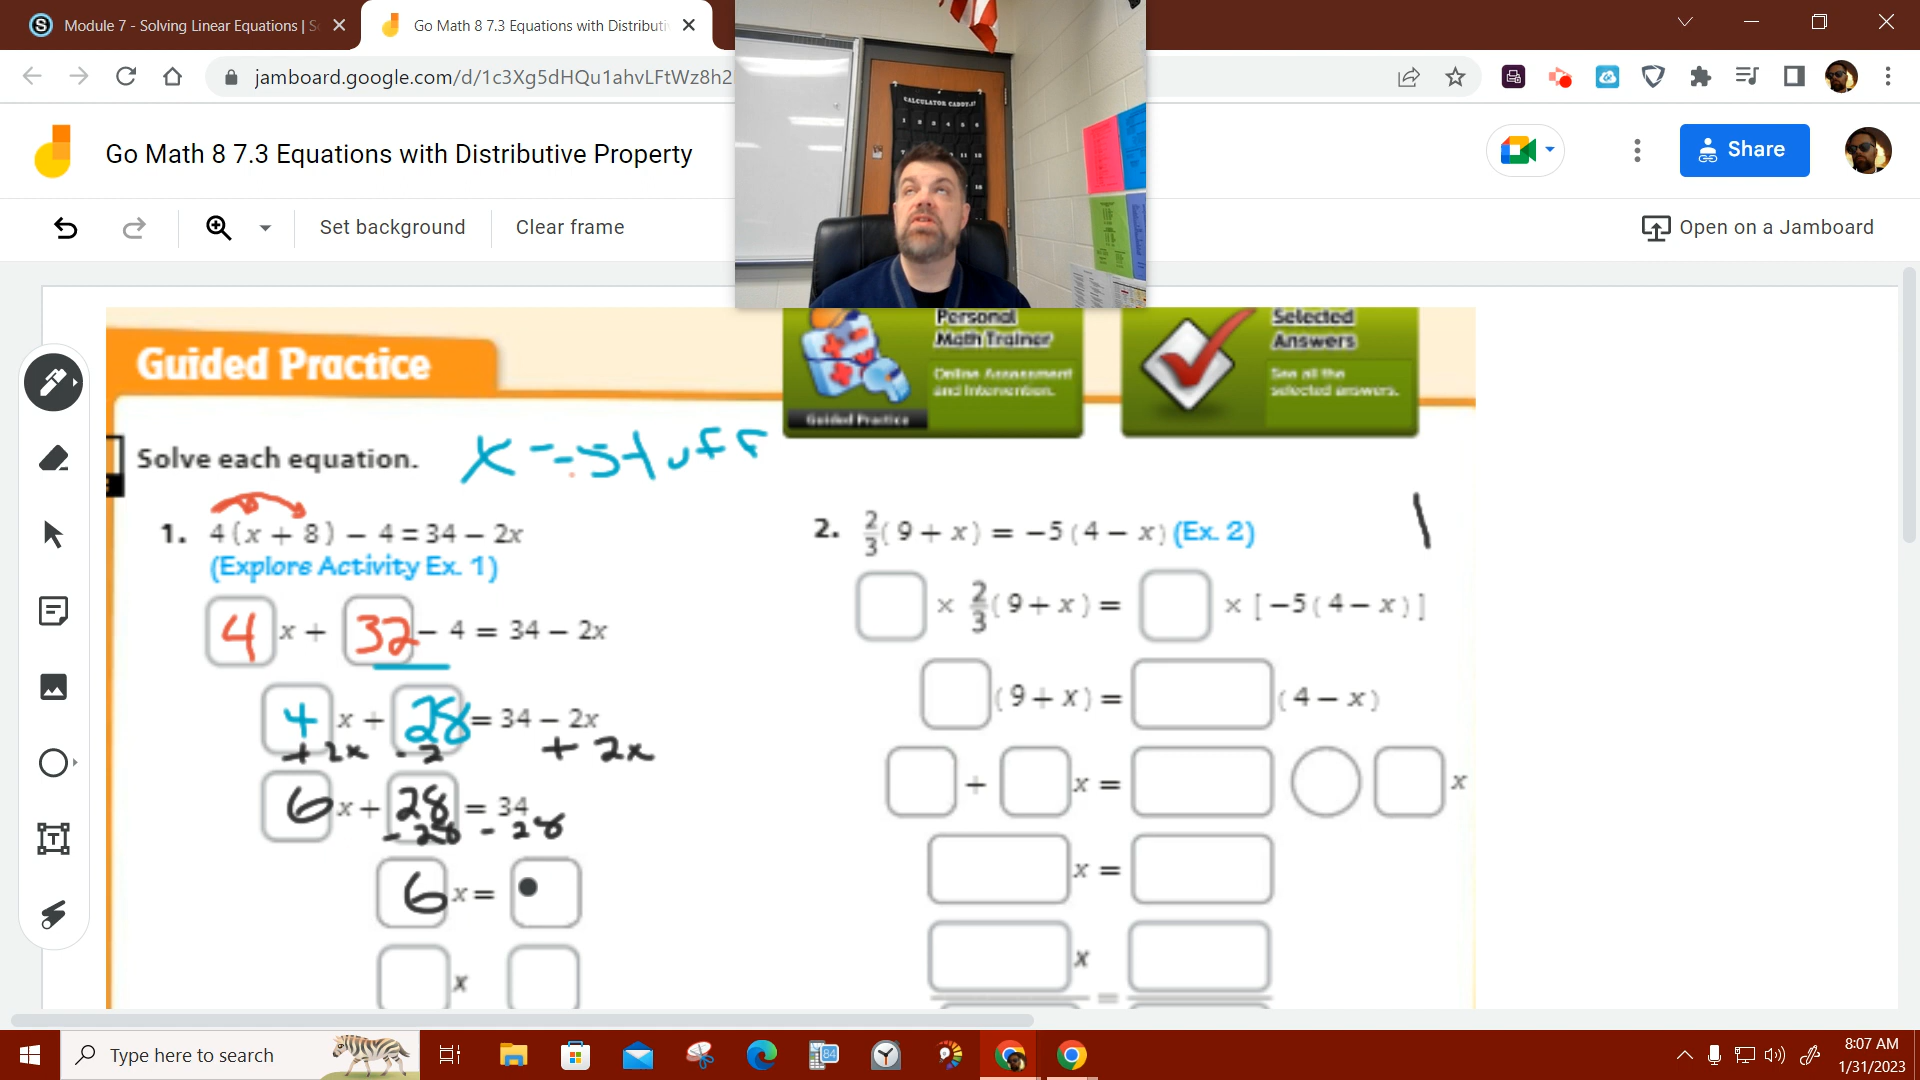 Module 7 - Solving Linear Equations | S
Go Math 8 7.3 Equations with Distributi
jamboard.google.com/d/1c3Xg5dHQu1ahvLFtWz8h2
Go Math 8 7.3 Equations with Distributive Property
Share
Set background
Clear frame
Open on a Jamboard
CALCULATOR CADDY
Guided Practice
Personal
Math Trainer
Online Assessment
and Intervention.
Guided Practice
Selected
Answers
See all the
selected answers.
Solve each equation.
x = stuff
1. 4(x + 8) − 4 = 34 − 2x
(Explore Activity Ex. 1)
4 x + 32 − 4 = 34 − 2x
4 x + 28 = 34 − 2x
+ 2x - 2 + 2x
6 x + 28 = 34
- 28 - 28
6 x =
x
2. 2/3(9 + x) = −5(4 − x) (Ex. 2)
× 2/3(9 + x) = × [−5(4 − x)]
(9 + x) = (4 − x)
+ x = x
x =
x
=
Type here to search
84
8:07 AM
1/31/2023